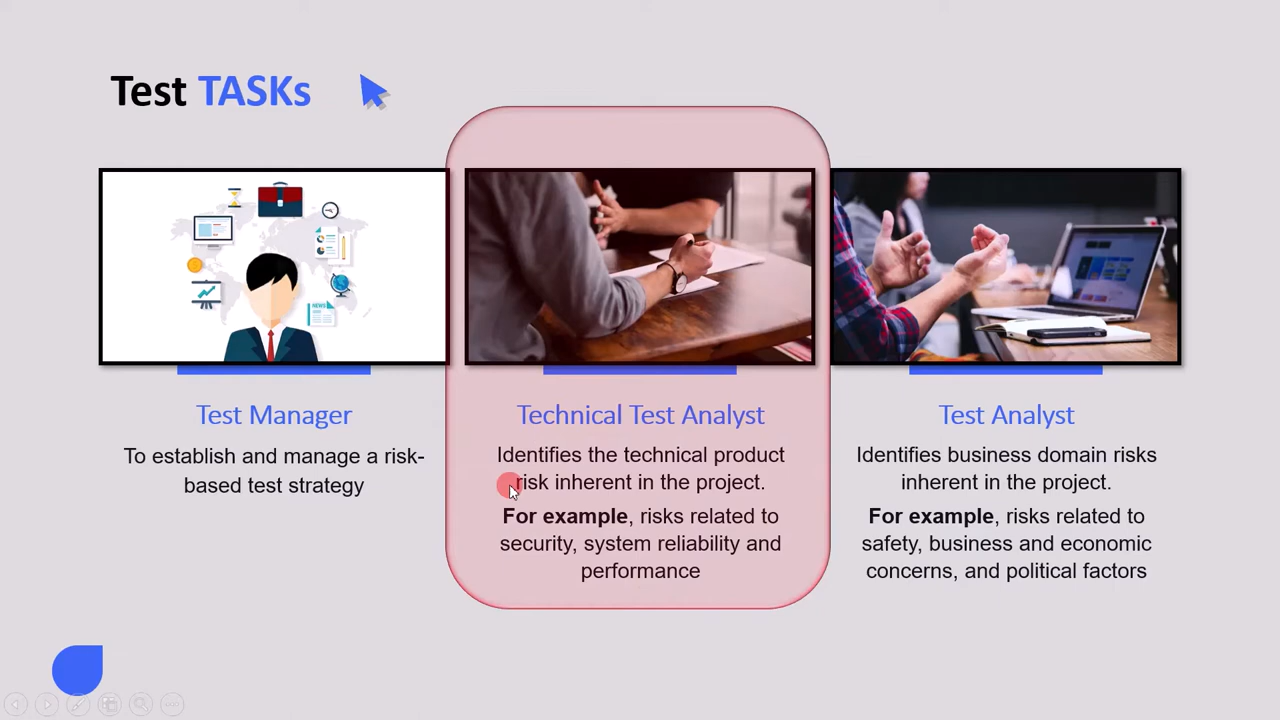 Test TASKs
NEWS
Test Manager
To establish and manage a risk-
based test strategy
Technical Test Analyst
Identifies the technical product
risk inherent in the project.
For example, risks related to
security, system reliability and
performance
Test Analyst
Identifies business domain risks
inherent in the project.
For example, risks related to
safety, business and economic
concerns, and political factors